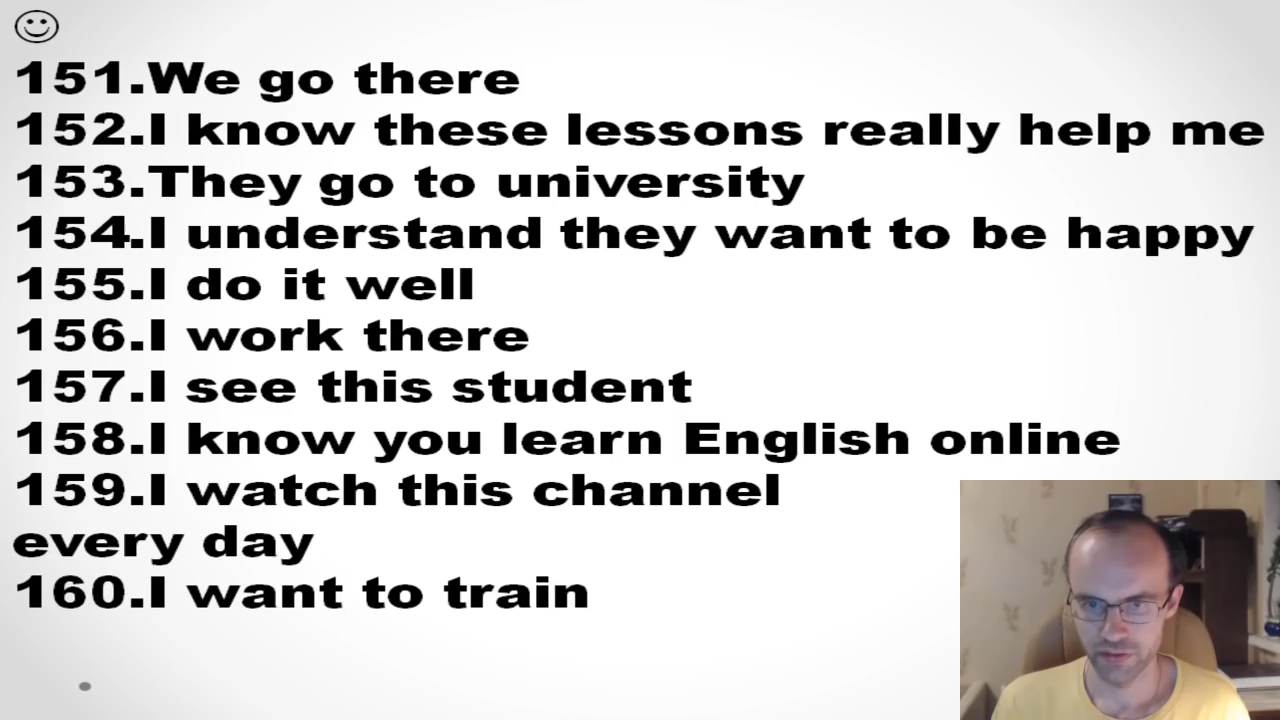 151.We go there
152.I know these lessons really help me
153.They go to university
154.I understand they want to be happy
155.I do it well
156.I work there
157.I see this student
158.I know you learn English online
159.I watch this channel
every day
160.I want to train